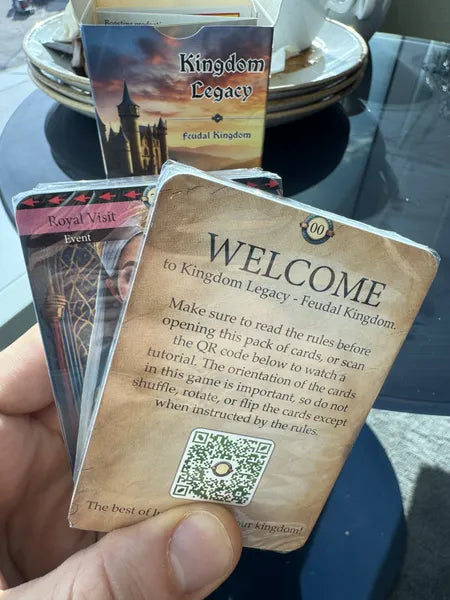 Boosting
Kingdom
Legacy
Feudal Kingdom
Royal Visit
Event
00
WELCOME
to Kingdom Legacy - Feudal Kingdom.
Make sure to read the rules before
opening this pack of cards, or scan
the QR code below to watch a
tutorial. The orientation of the cards
in this game is important, so do not
shuffle, rotate, or flip the cards except
when instructed by the rules.
The best of kingdom!